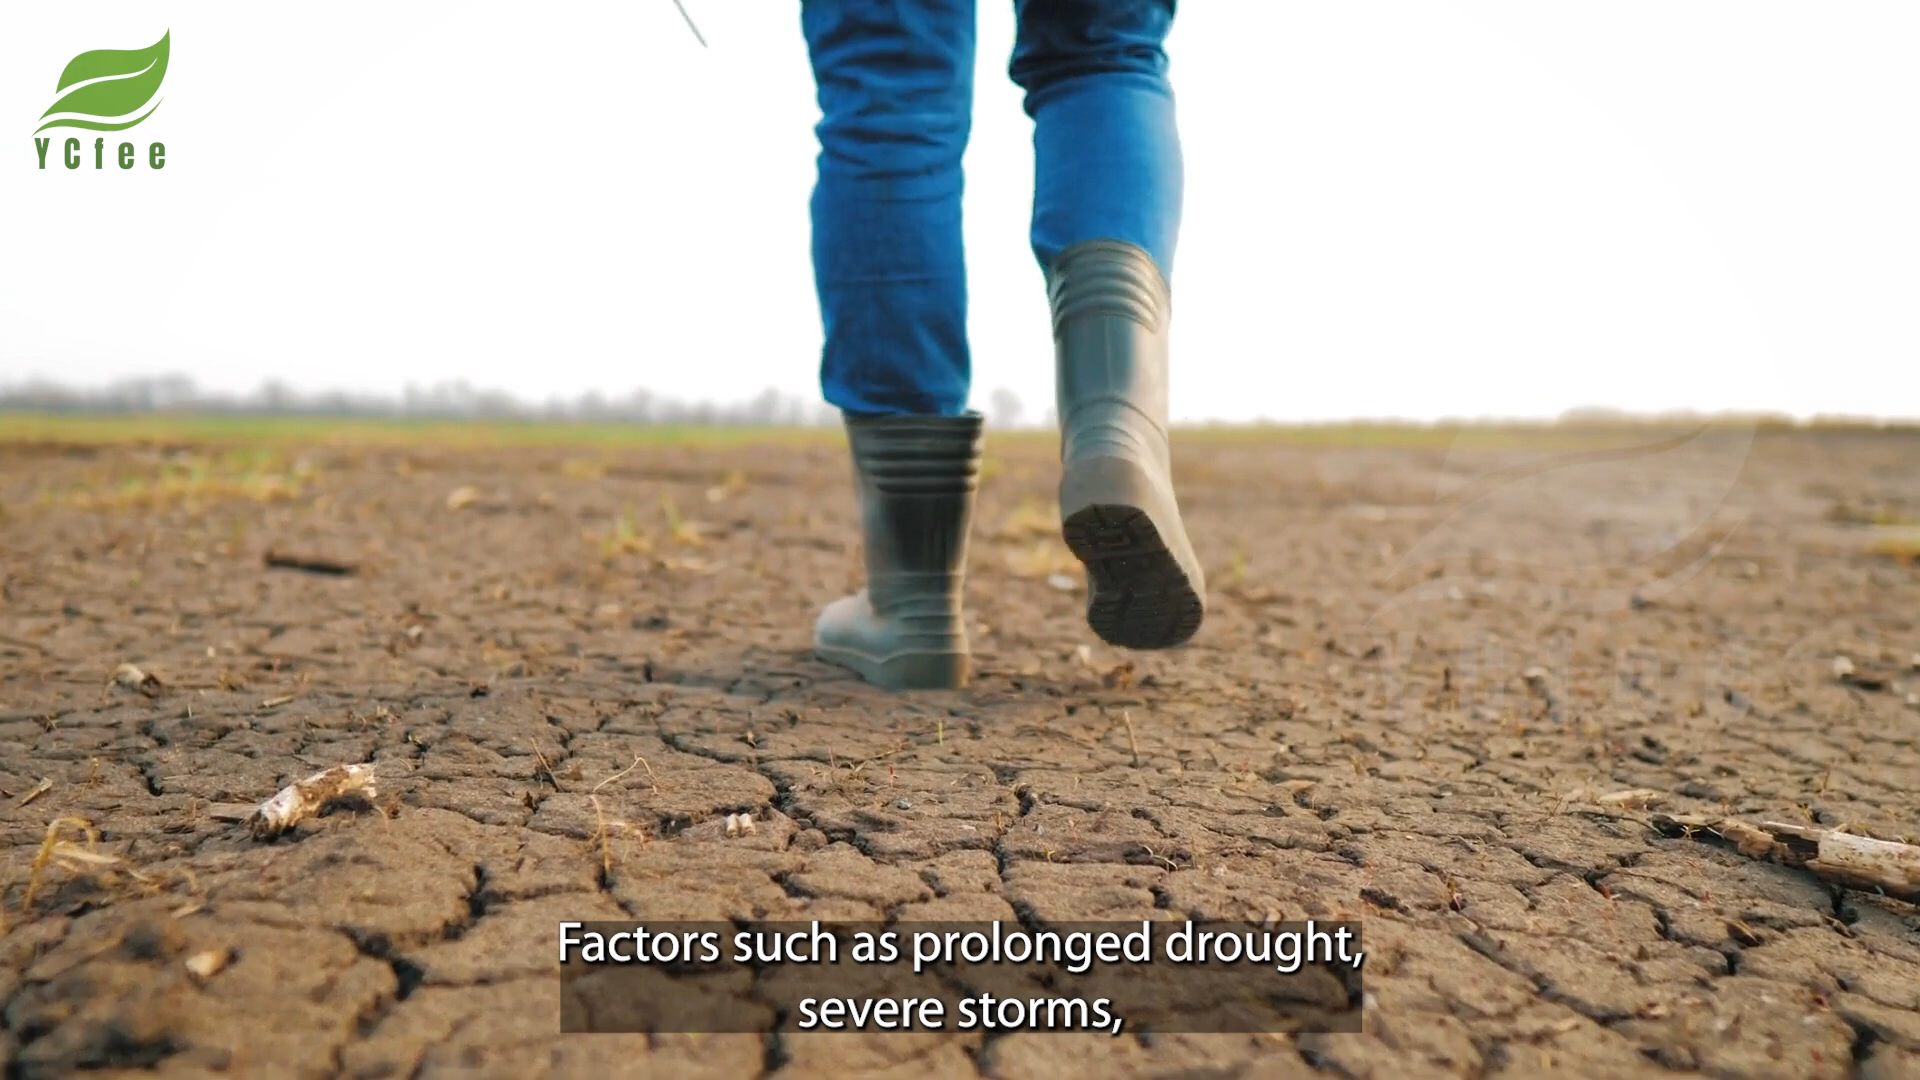 YCfee
Factors such as prolonged drought,
severe storms,